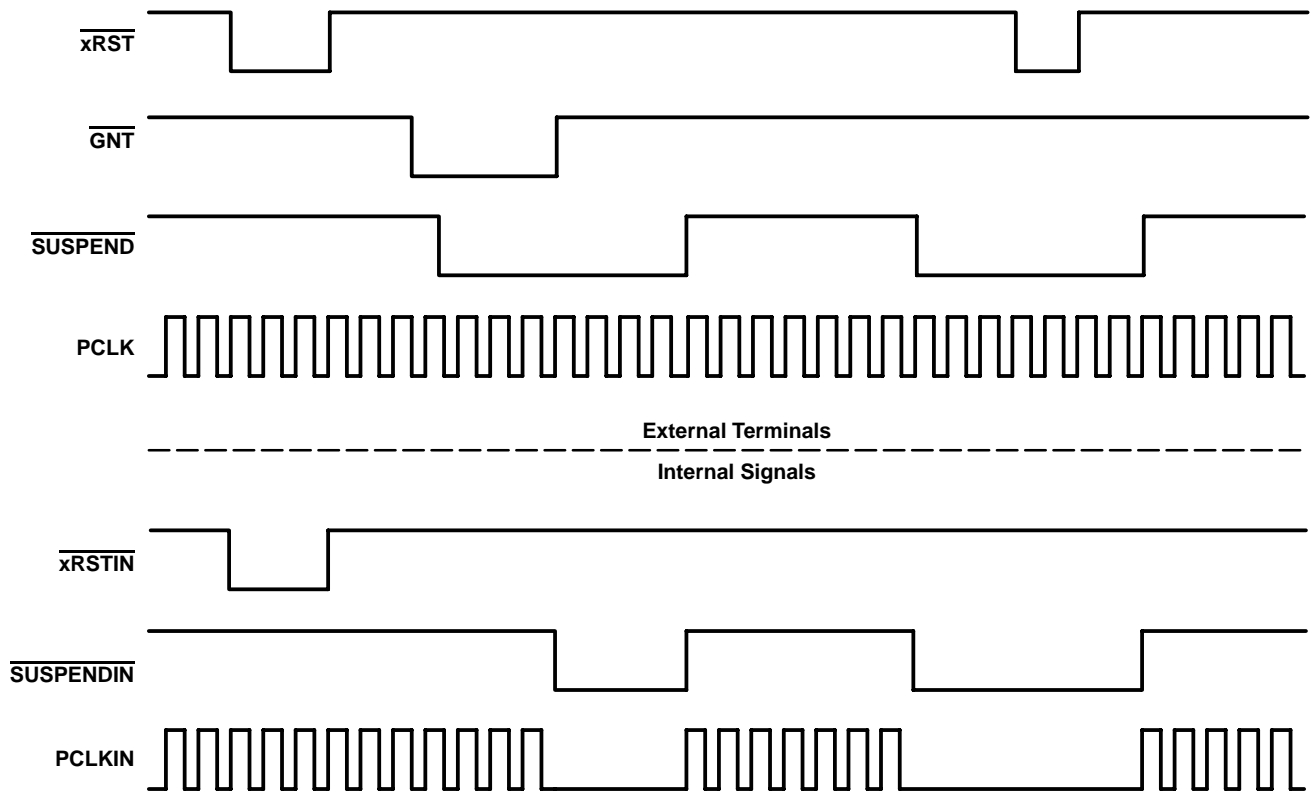 xRST
GNT
SUSPEND
PCLK
External Terminals
Internal Signals
xRSTIN
SUSPENDIN
PCLKIN